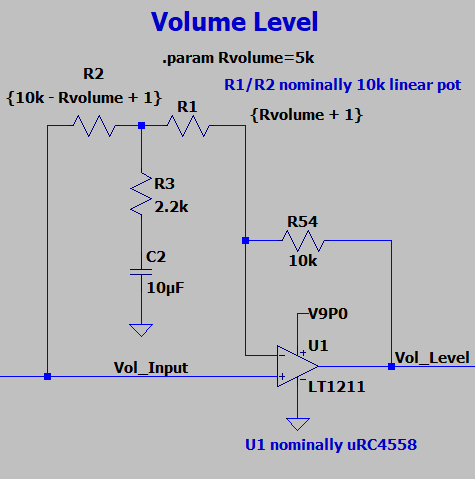 Volume Level
.param Rvolume=5k
R2
{10k - Rvolume + 1}
R1/R2 nominally 10k linear pot
R1
{Rvolume + 1}
R3
2.2k
R54
10k
C2
10µF
V9P0
U1
Vol_Input
Vol_Level
LT1211
U1 nominally uRC4558